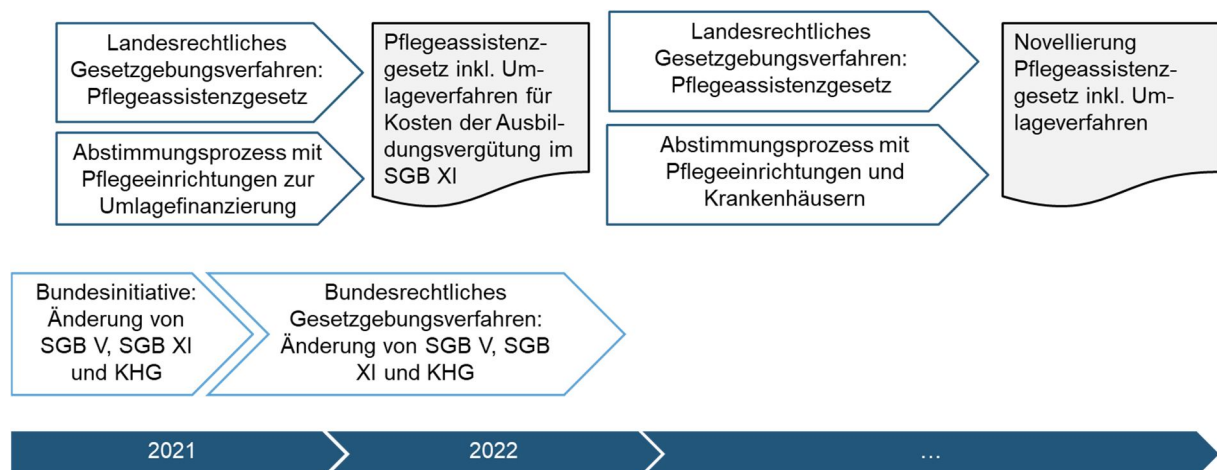 Landesrechtliches
Gesetzgebungsverfahren:
Pflegeassistenzgesetz
Pflegeassistenz-
gesetz inkl. Um-
lageverfahren für
Kosten der Ausbil-
dungsvergütung im
SGB XI
Landesrechtliches
Gesetzgebungsverfahren:
Pflegeassistenzgesetz
Novellierung
Pflegeassistenz-
gesetz inkl. Um-
lageverfahren
Abstimmungsprozess mit
Pflegeeinrichtungen zur
Umlagefinanzierung
Abstimmungsprozess mit
Pflegeeinrichtungen und
Krankenhäusern
Bundesinitiative:
Änderung von
SGB V, SGB XI
und KHG
Bundesrechtliches
Gesetzgebungsverfahren:
Änderung von SGB V, SGB
XI und KHG
2021
2022
...